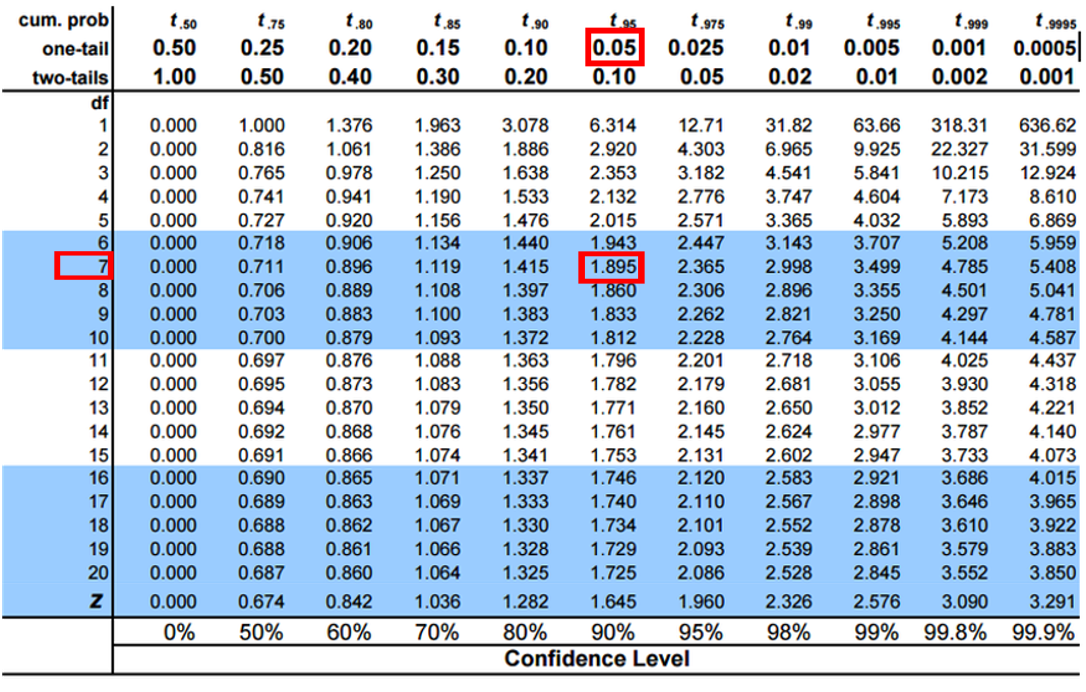 cum. prob t.50 t.75 t.80 t.85 t.90 t.95 t.975 t.99 t.995 t.999 t.9995
one-tail 0.50 0.25 0.20 0.15 0.10 0.05 0.025 0.01 0.005 0.001 0.0005
two-tails 1.00 0.50 0.40 0.30 0.20 0.10 0.05 0.02 0.01 0.002 0.001
df
1 0.000 1.000 1.376 1.963 3.078 6.314 12.71 31.82 63.66 318.31 636.62
2 0.000 0.816 1.061 1.386 1.886 2.920 4.303 6.965 9.925 22.327 31.599
3 0.000 0.765 0.978 1.250 1.638 2.353 3.182 4.541 5.841 10.215 12.924
4 0.000 0.741 0.941 1.190 1.533 2.132 2.776 3.747 4.604 7.173 8.610
5 0.000 0.727 0.920 1.156 1.476 2.015 2.571 3.365 4.032 5.893 6.869
6 0.000 0.718 0.906 1.134 1.440 1.943 2.447 3.143 3.707 5.208 5.959
7 0.000 0.711 0.896 1.119 1.415 1.895 2.365 2.998 3.499 4.785 5.408
8 0.000 0.706 0.889 1.108 1.397 1.860 2.306 2.896 3.355 4.501 5.041
9 0.000 0.703 0.883 1.100 1.383 1.833 2.262 2.821 3.250 4.297 4.781
10 0.000 0.700 0.879 1.093 1.372 1.812 2.228 2.764 3.169 4.144 4.587
11 0.000 0.697 0.876 1.088 1.363 1.796 2.201 2.718 3.106 4.025 4.437
12 0.000 0.695 0.873 1.083 1.356 1.782 2.179 2.681 3.055 3.930 4.318
13 0.000 0.694 0.870 1.079 1.350 1.771 2.160 2.650 3.012 3.852 4.221
14 0.000 0.692 0.868 1.076 1.345 1.761 2.145 2.624 2.977 3.787 4.140
15 0.000 0.691 0.866 1.074 1.341 1.753 2.131 2.602 2.947 3.733 4.073
16 0.000 0.690 0.865 1.071 1.337 1.746 2.120 2.583 2.921 3.686 4.015
17 0.000 0.689 0.863 1.069 1.333 1.740 2.110 2.567 2.898 3.646 3.965
18 0.000 0.688 0.862 1.067 1.330 1.734 2.101 2.552 2.878 3.610 3.922
19 0.000 0.688 0.861 1.066 1.328 1.729 2.093 2.539 2.861 3.579 3.883
20 0.000 0.687 0.860 1.064 1.325 1.725 2.086 2.528 2.845 3.552 3.850
z 0.000 0.674 0.842 1.036 1.282 1.645 1.960 2.326 2.576 3.090 3.291
0% 50% 60% 70% 80% 90% 95% 98% 99% 99.8% 99.9%
Confidence Level